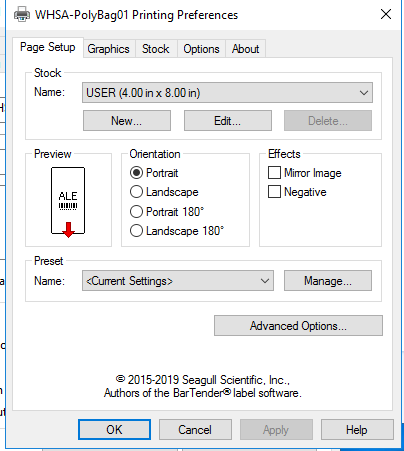 WHSA-PolyBag01 Printing Preferences
Page Setup Graphics Stock Options About
Stock
Name: USER (4.00 in x 8.00 in)
New... Edit... Delete...
Preview Orientation Effects
ALE
Portrait Mirror Image
Landscape Negative
Portrait 180°
Landscape 180°
Preset
Name: <Current Settings> Manage...
Advanced Options...
© 2015-2019 Seagull Scientific, Inc.,
Authors of the BarTender® label software.
OK Cancel Apply Help